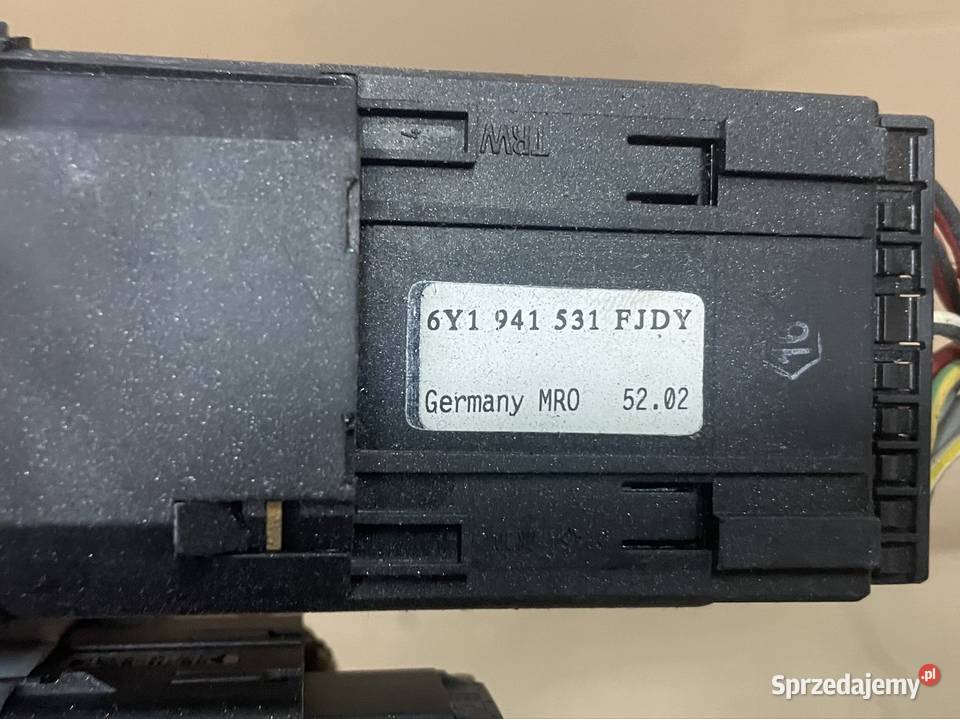 TRW
6Y1 941 531 FJDY
Germany MRO 52.02
Sprzedajemy.pl